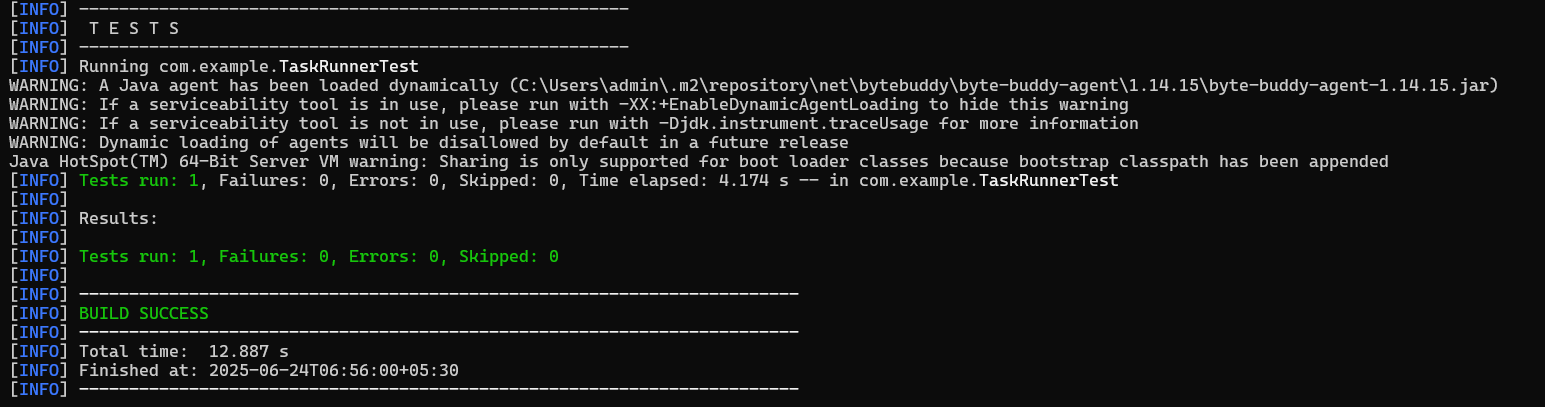 [INFO] -------------------------------------------------------
[INFO]  T E S T S
[INFO] -------------------------------------------------------
[INFO] Running com.example.TaskRunnerTest
WARNING: A Java agent has been loaded dynamically (C:\Users\admin\.m2\repository\net\bytebuddy\byte-buddy-agent\1.14.15\byte-buddy-agent-1.14.15.jar)
WARNING: If a serviceability tool is in use, please run with -XX:+EnableDynamicAgentLoading to hide this warning
WARNING: If a serviceability tool is not in use, please run with -Djdk.instrument.traceUsage for more information
WARNING: Dynamic loading of agents will be disallowed by default in a future release
Java HotSpot(TM) 64-Bit Server VM warning: Sharing is only supported for boot loader classes because bootstrap classpath has been appended
[INFO] Tests run: 1, Failures: 0, Errors: 0, Skipped: 0, Time elapsed: 4.174 s -- in com.example.TaskRunnerTest
[INFO]
[INFO] Results:
[INFO]
[INFO] Tests run: 1, Failures: 0, Errors: 0, Skipped: 0
[INFO]
[INFO] ------------------------------------------------------------------------
[INFO] BUILD SUCCESS
[INFO] ------------------------------------------------------------------------
[INFO] Total time:  12.887 s
[INFO] Finished at: 2025-06-24T06:56:00+05:30
[INFO] ------------------------------------------------------------------------